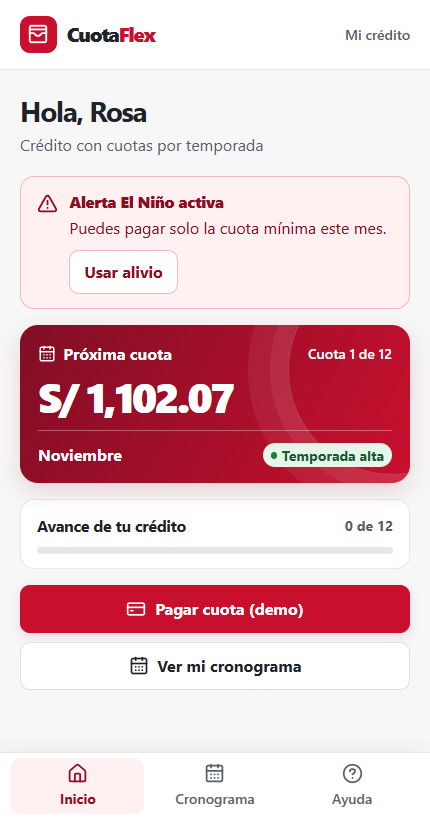 CuotaFlex
Mi crédito
Hola, Rosa
Crédito con cuotas por temporada
Alerta El Niño activa
Puedes pagar solo la cuota mínima este mes.
Usar alivio
Próxima cuota
Cuota 1 de 12
S/ 1,102.07
Noviembre
Temporada alta
Avance de tu crédito
0 de 12
Pagar cuota (demo)
Ver mi cronograma
Inicio
Cronograma
Ayuda